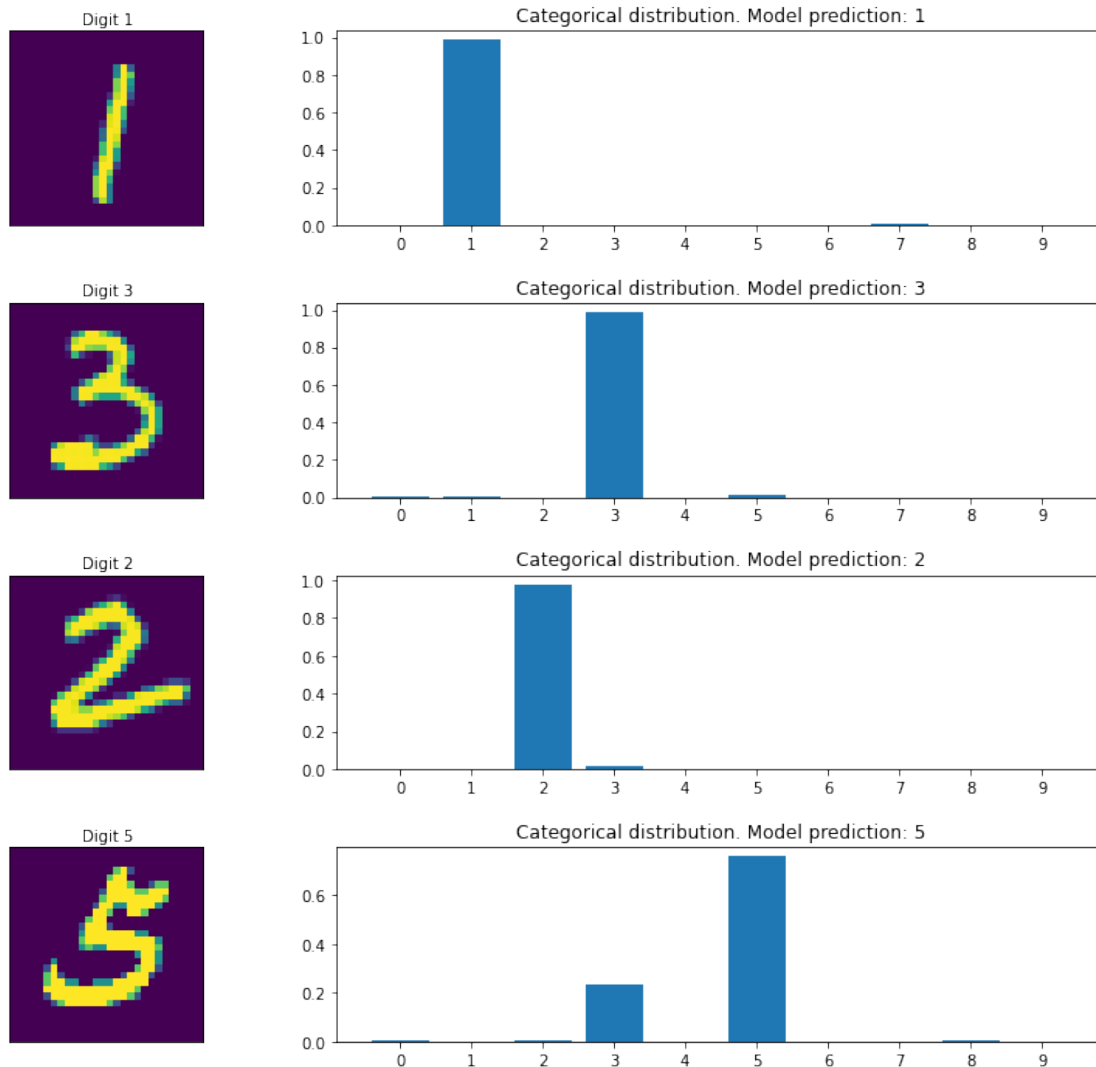 Digit 1
Categorical distribution. Model prediction: 1
1.0
0.8
0.6
0.4
0.2
0.0
0 1 2 3 4 5 6 7 8 9
Digit 3
Categorical distribution. Model prediction: 3
1.0
0.8
0.6
0.4
0.2
0.0
0 1 2 3 4 5 6 7 8 9
Digit 2
Categorical distribution. Model prediction: 2
1.0
0.8
0.6
0.4
0.2
0.0
0 1 2 3 4 5 6 7 8 9
Digit 5
Categorical distribution. Model prediction: 5
0.6
0.4
0.2
0.0
0 1 2 3 4 5 6 7 8 9
1
3
2
5